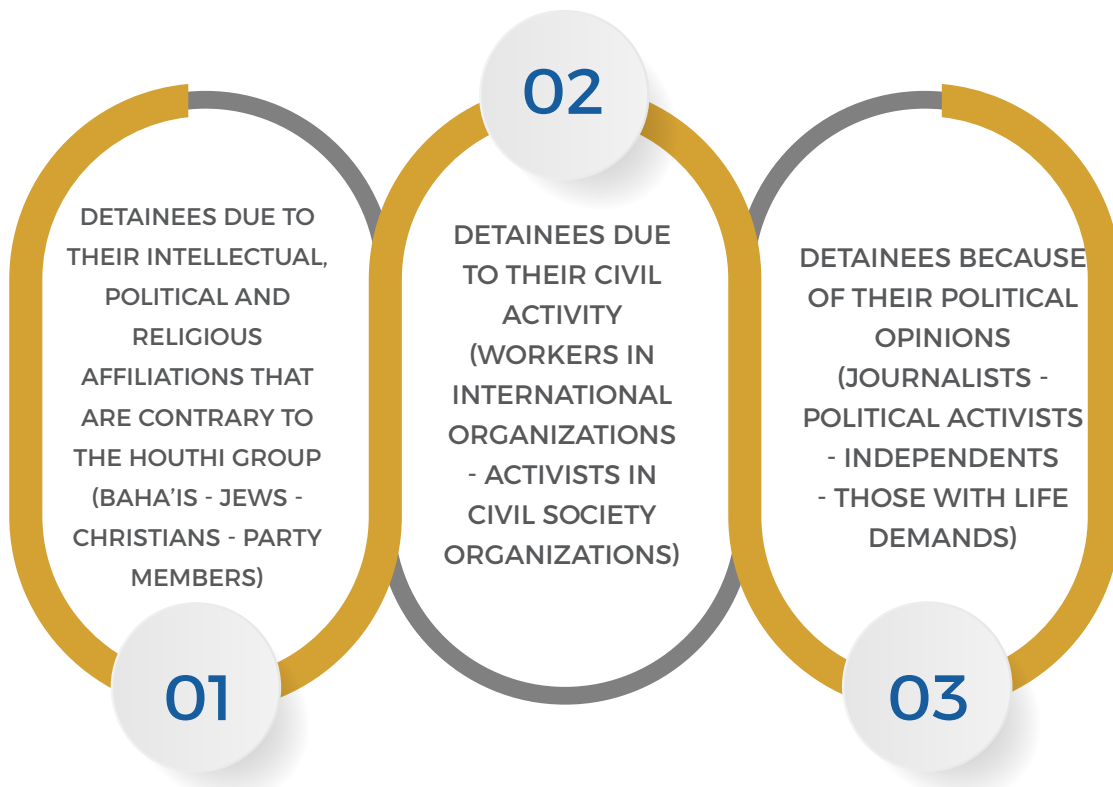 01
DETAINEES DUE TO
THEIR INTELLECTUAL,
POLITICAL AND
RELIGIOUS
AFFILIATIONS THAT
ARE CONTRARY TO
THE HOUTHI GROUP
(BAHA'IS - JEWS -
CHRISTIANS - PARTY
MEMBERS)
02
DETAINEES DUE
TO THEIR CIVIL
ACTIVITY
(WORKERS IN
INTERNATIONAL
ORGANIZATIONS
- ACTIVISTS IN
CIVIL SOCIETY
ORGANIZATIONS)
03
DETAINEES BECAUSE
OF THEIR POLITICAL
OPINIONS
(JOURNALISTS -
POLITICAL ACTIVISTS
- INDEPENDENTS
- THOSE WITH LIFE
DEMANDS)